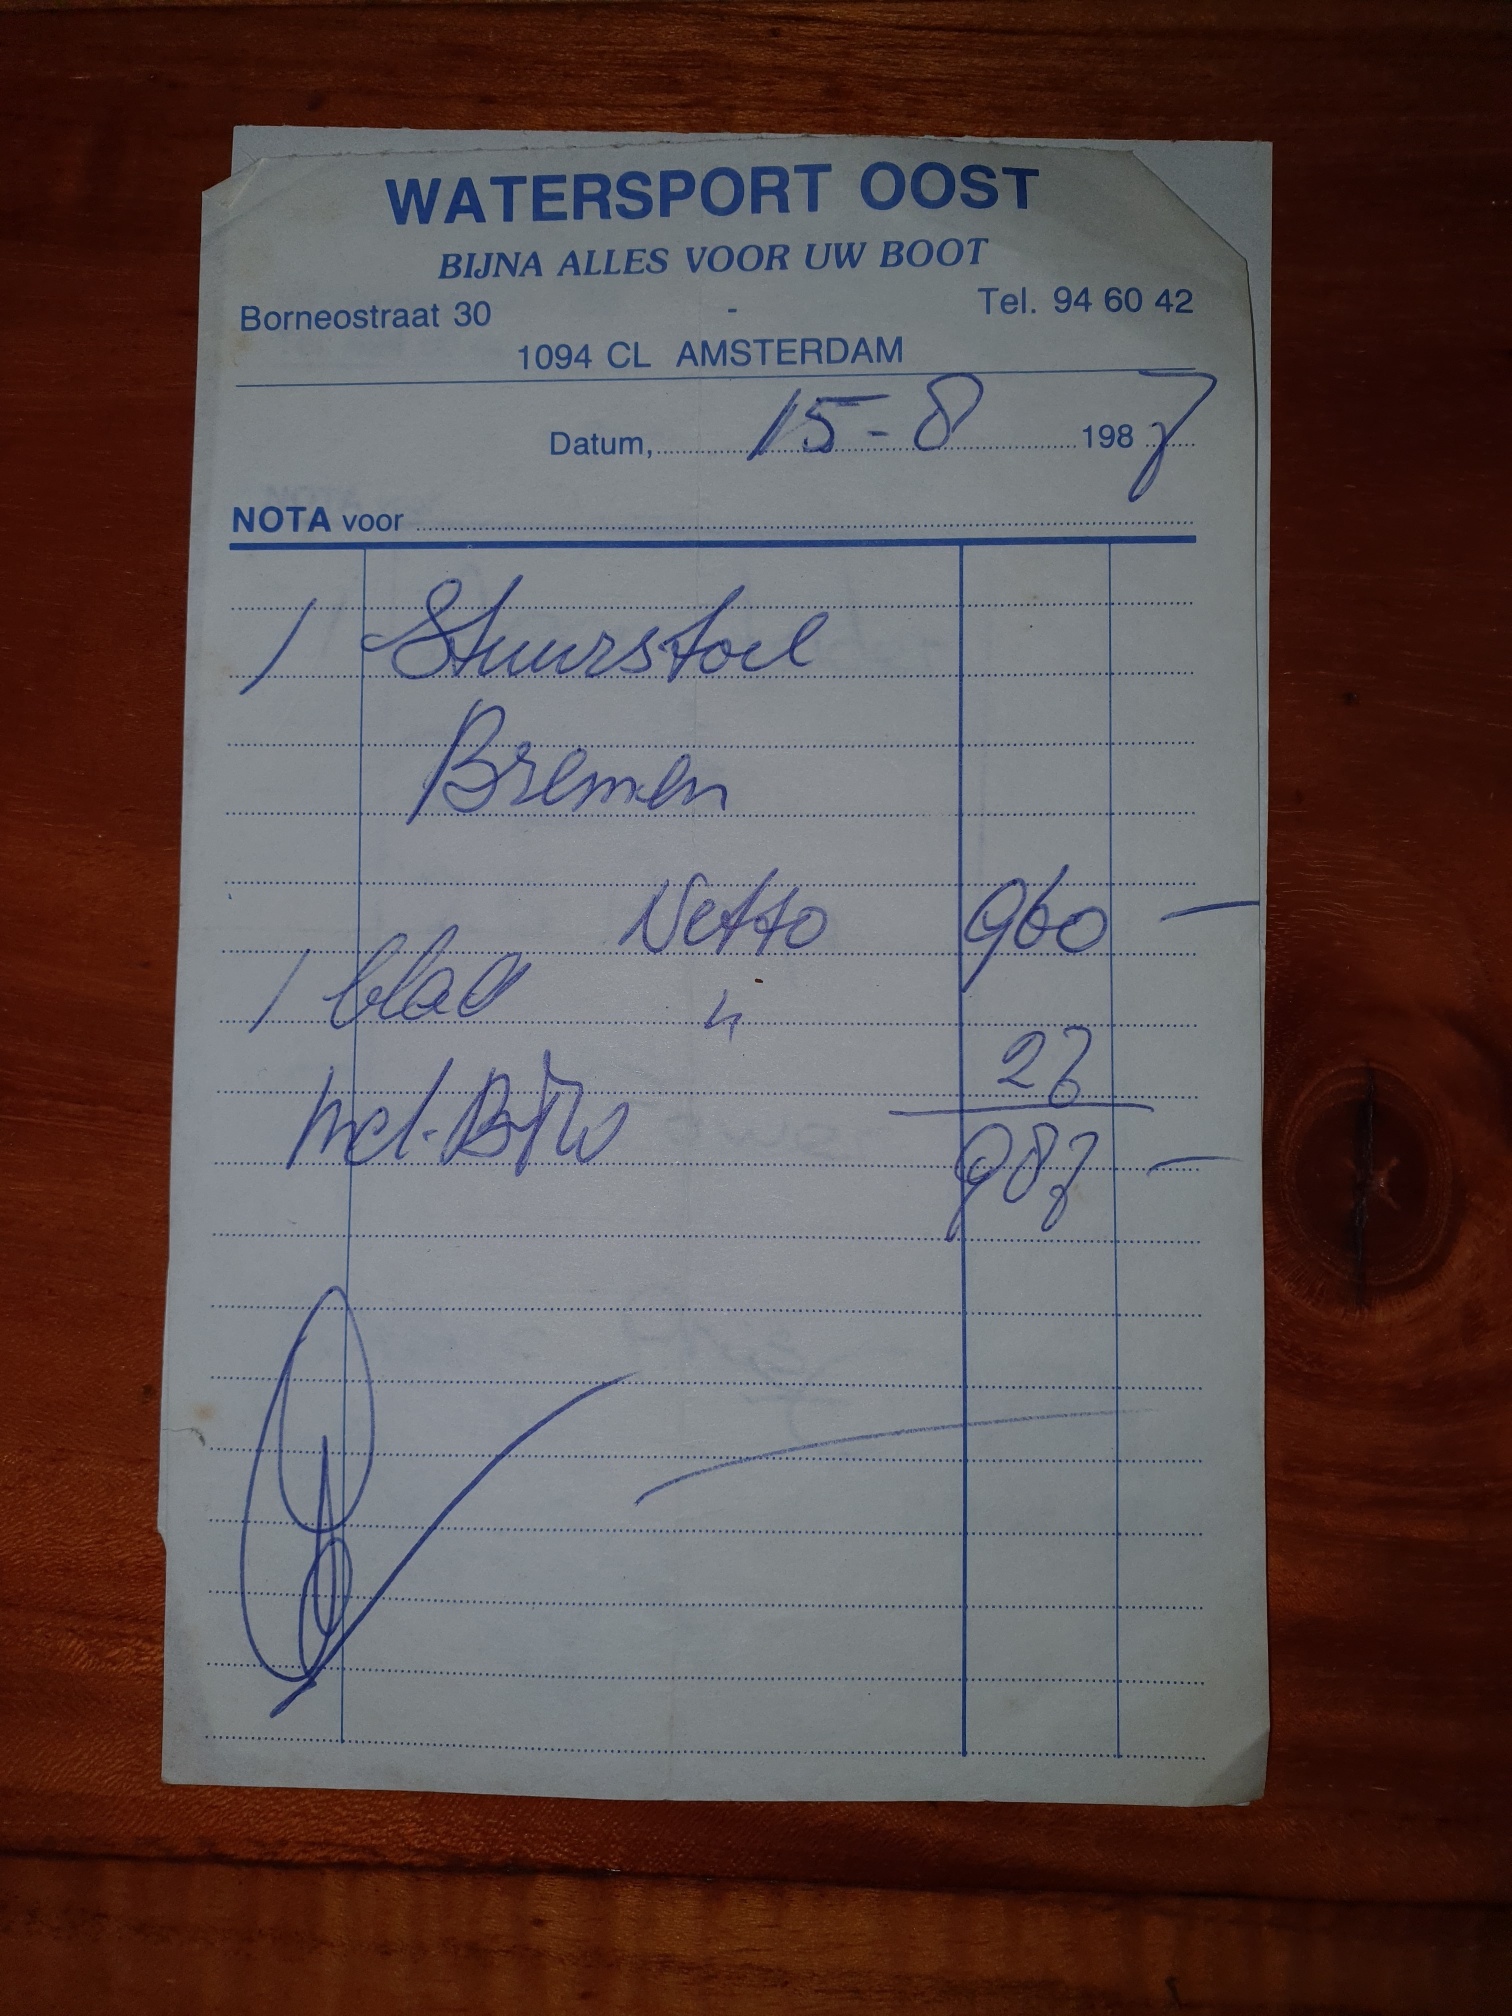 WATERSPORT OOST
BIJNA ALLES VOOR UW BOOT
Borneostraat 30 - Tel. 94 60 42
1094 CL AMSTERDAM
Datum, 15-8 1987
NOTA voor
1 Stuurstoel
Bremen
Netto 960 -
1 blad "
27
Incl. BTW 987 -